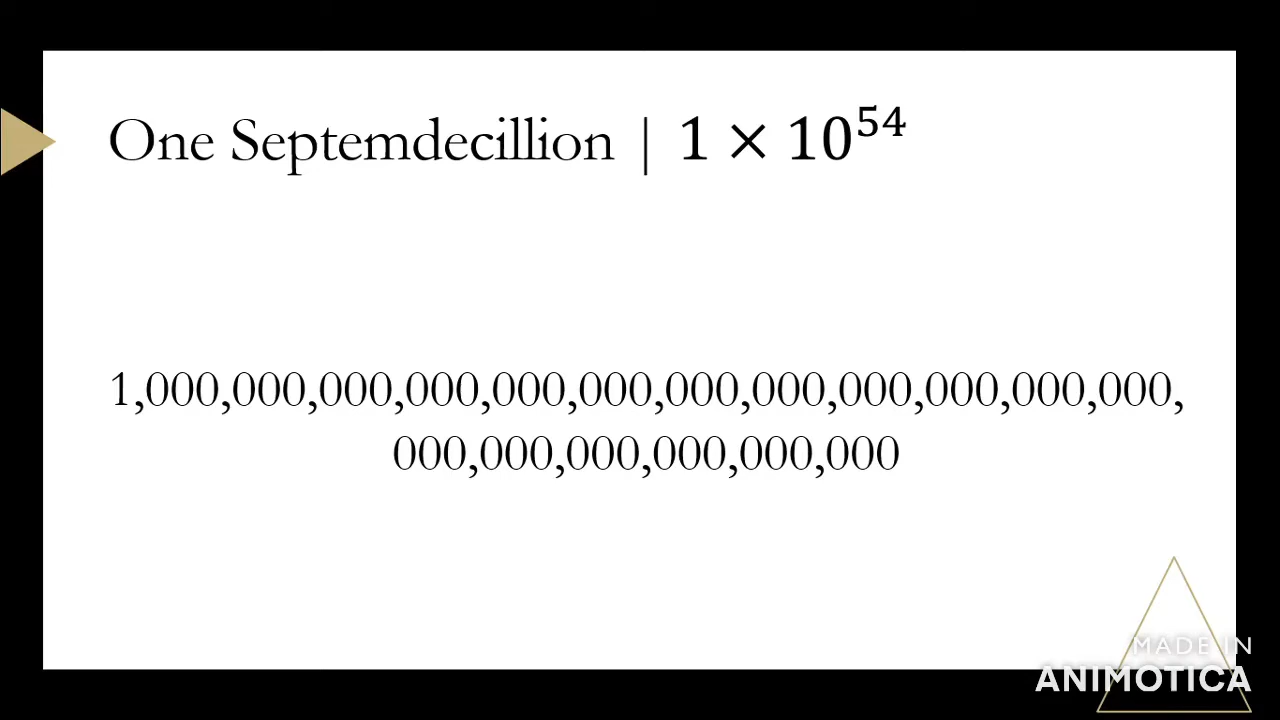 One Septemdecillion | 1 × 10⁵⁴
1,000,000,000,000,000,000,000,000,000,000,000,000,
000,000,000,000,000,000
MADE IN
ANIMOTICA